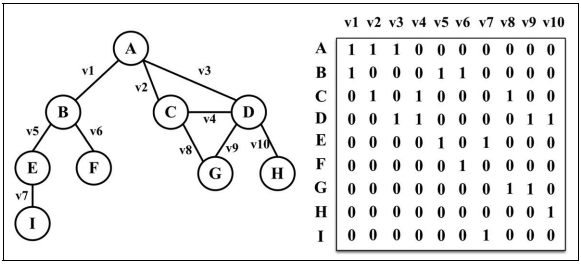 A
v1
v2
v3
B
C
v4
D
v5
v6
v8
v9
v10
E
F
G
H
v7
I
v1 v2 v3 v4 v5 v6 v7 v8 v9 v10
A 1 1 1 0 0 0 0 0 0 0
B 1 0 0 0 1 1 0 0 0 0
C 0 1 0 1 0 0 0 1 0 0
D 0 0 1 1 0 0 0 0 1 1
E 0 0 0 0 1 0 1 0 0 0
F 0 0 0 0 0 1 0 0 0 0
G 0 0 0 0 0 0 0 1 1 0
H 0 0 0 0 0 0 0 0 0 1
I 0 0 0 0 0 0 1 0 0 0